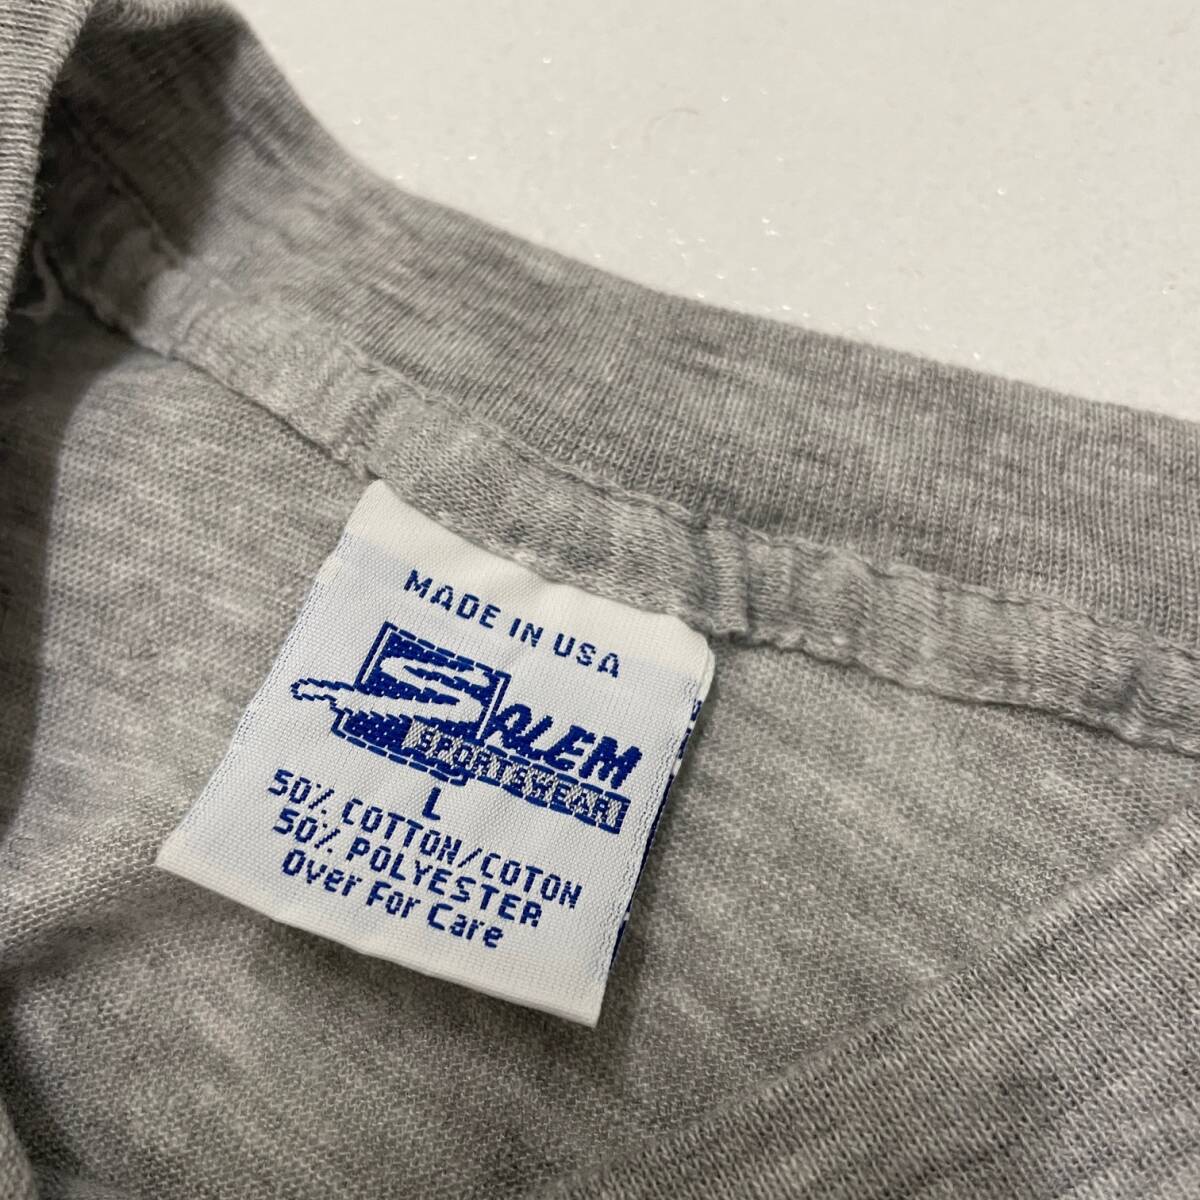 MADE IN USA
SALEM
SPORTSWEAR
L
50% COTTON/COTON
50% POLYESTER
Over For Care